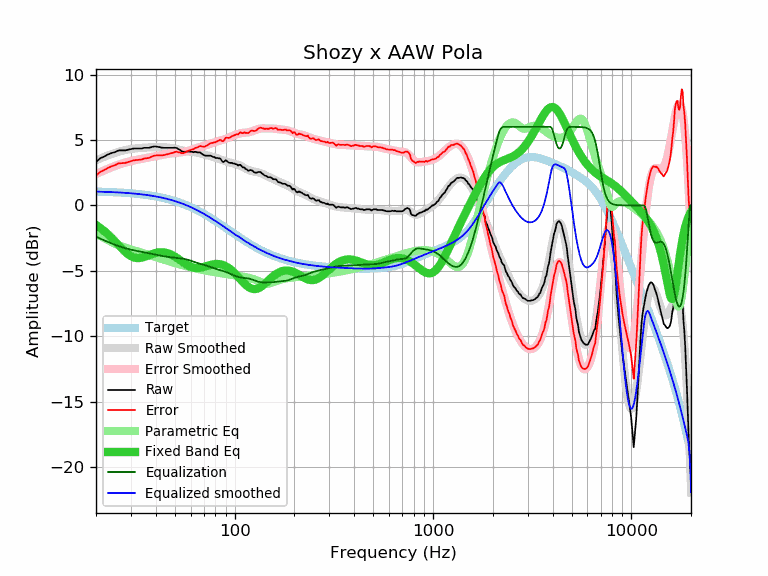 Shozy x AAW Pola
Amplitude (dBr)
10
5
0
−5
−10
−15
−20
Target
Raw Smoothed
Error Smoothed
Raw
Error
Parametric Eq
Fixed Band Eq
Equalization
Equalized smoothed
100 1000 10000
Frequency (Hz)